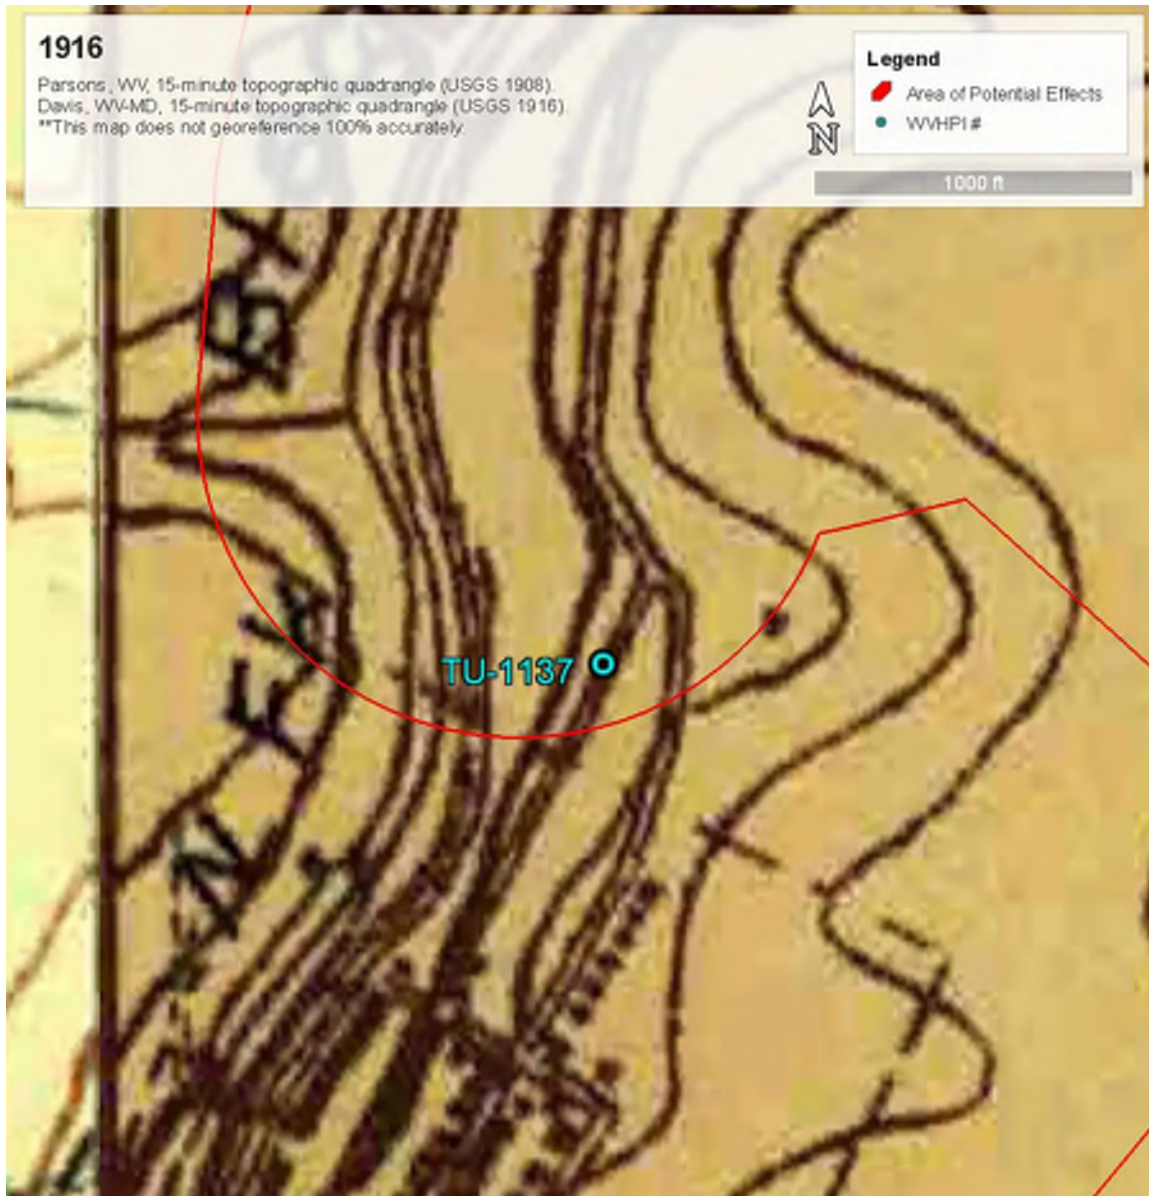 1916
Parsons, WV, 15-minute topographic quadrangle (USGS 1908).
Davis, WV-MD, 15-minute topographic quadrangle (USGS 1916).
**This map does not georeference 100% accurately.
Legend
Area of Potential Effects
WVHPI #
N
1000 ft
TU-1137